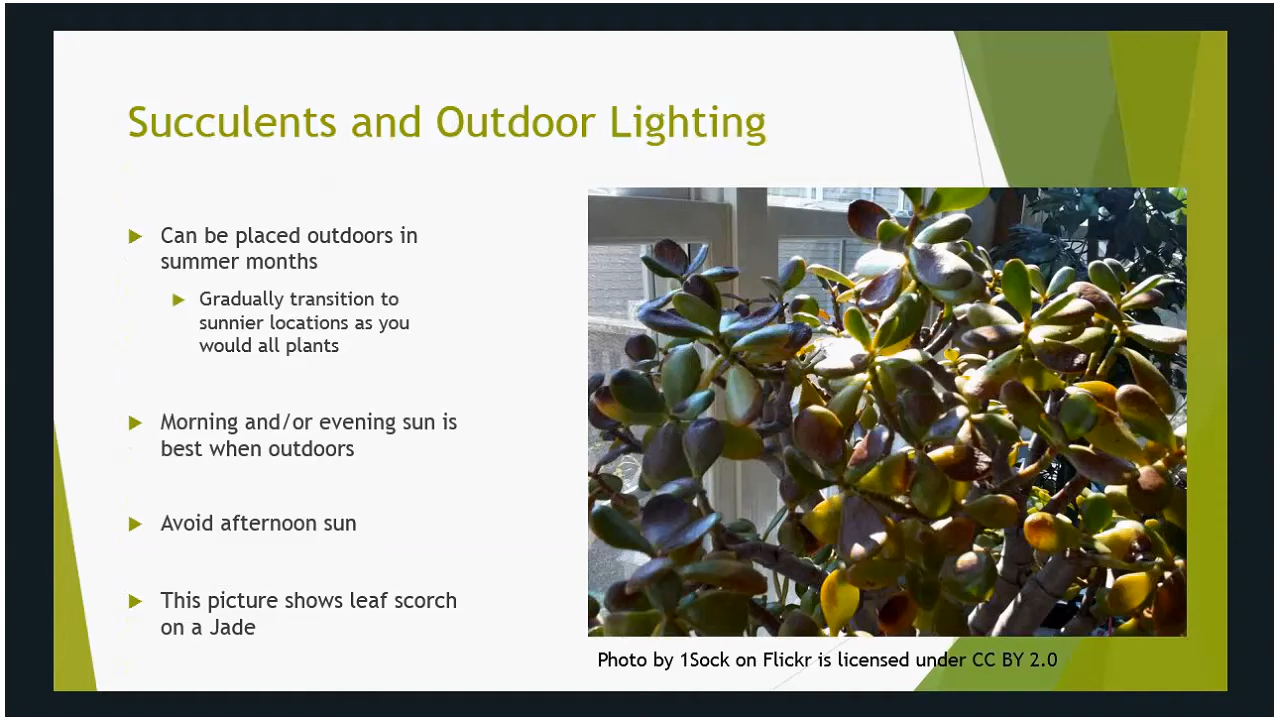 Succulents and Outdoor Lighting
Can be placed outdoors in
summer months
Gradually transition to
sunnier locations as you
would all plants
Morning and/or evening sun is
best when outdoors
Avoid afternoon sun
This picture shows leaf scorch
on a Jade
Photo by 1Sock on Flickr is licensed under CC BY 2.0